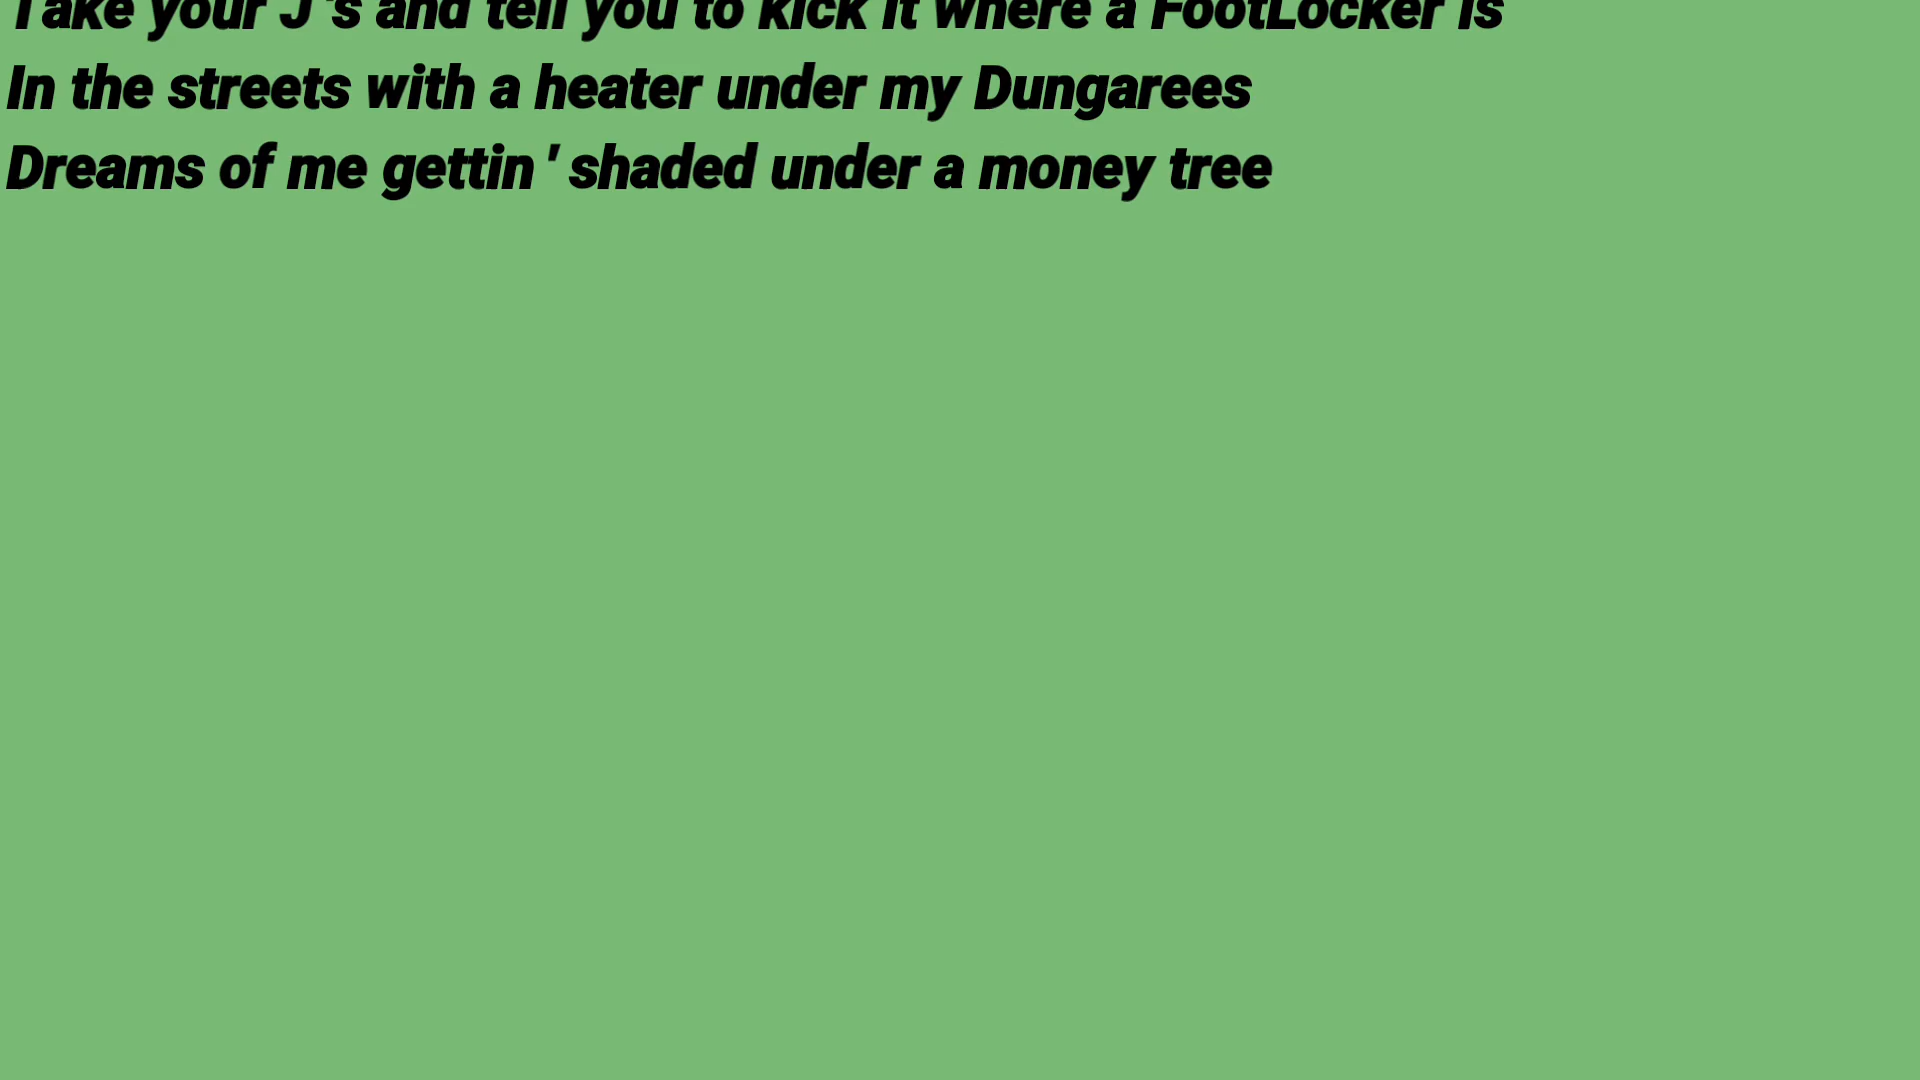 Take your J 's and tell you to kick it where a FootLocker is
In the streets with a heater under my Dungarees
Dreams of me gettin ' shaded under a money tree